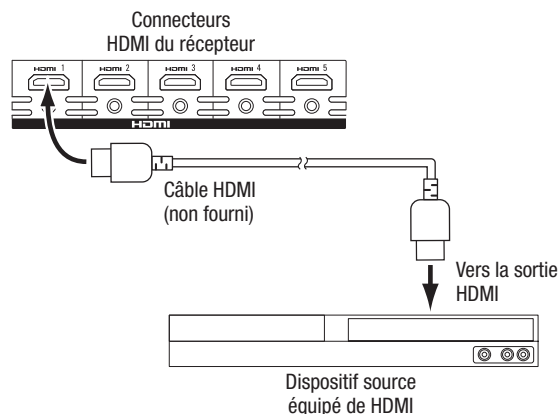 Connecteurs
HDMI du récepteur
HDMI 1 HDMI 2 HDMI 3 HDMI 4 HDMI 5
HDMI
Câble HDMI
(non fourni)
Vers la sortie
HDMI
Dispositif source
équipé de HDMI